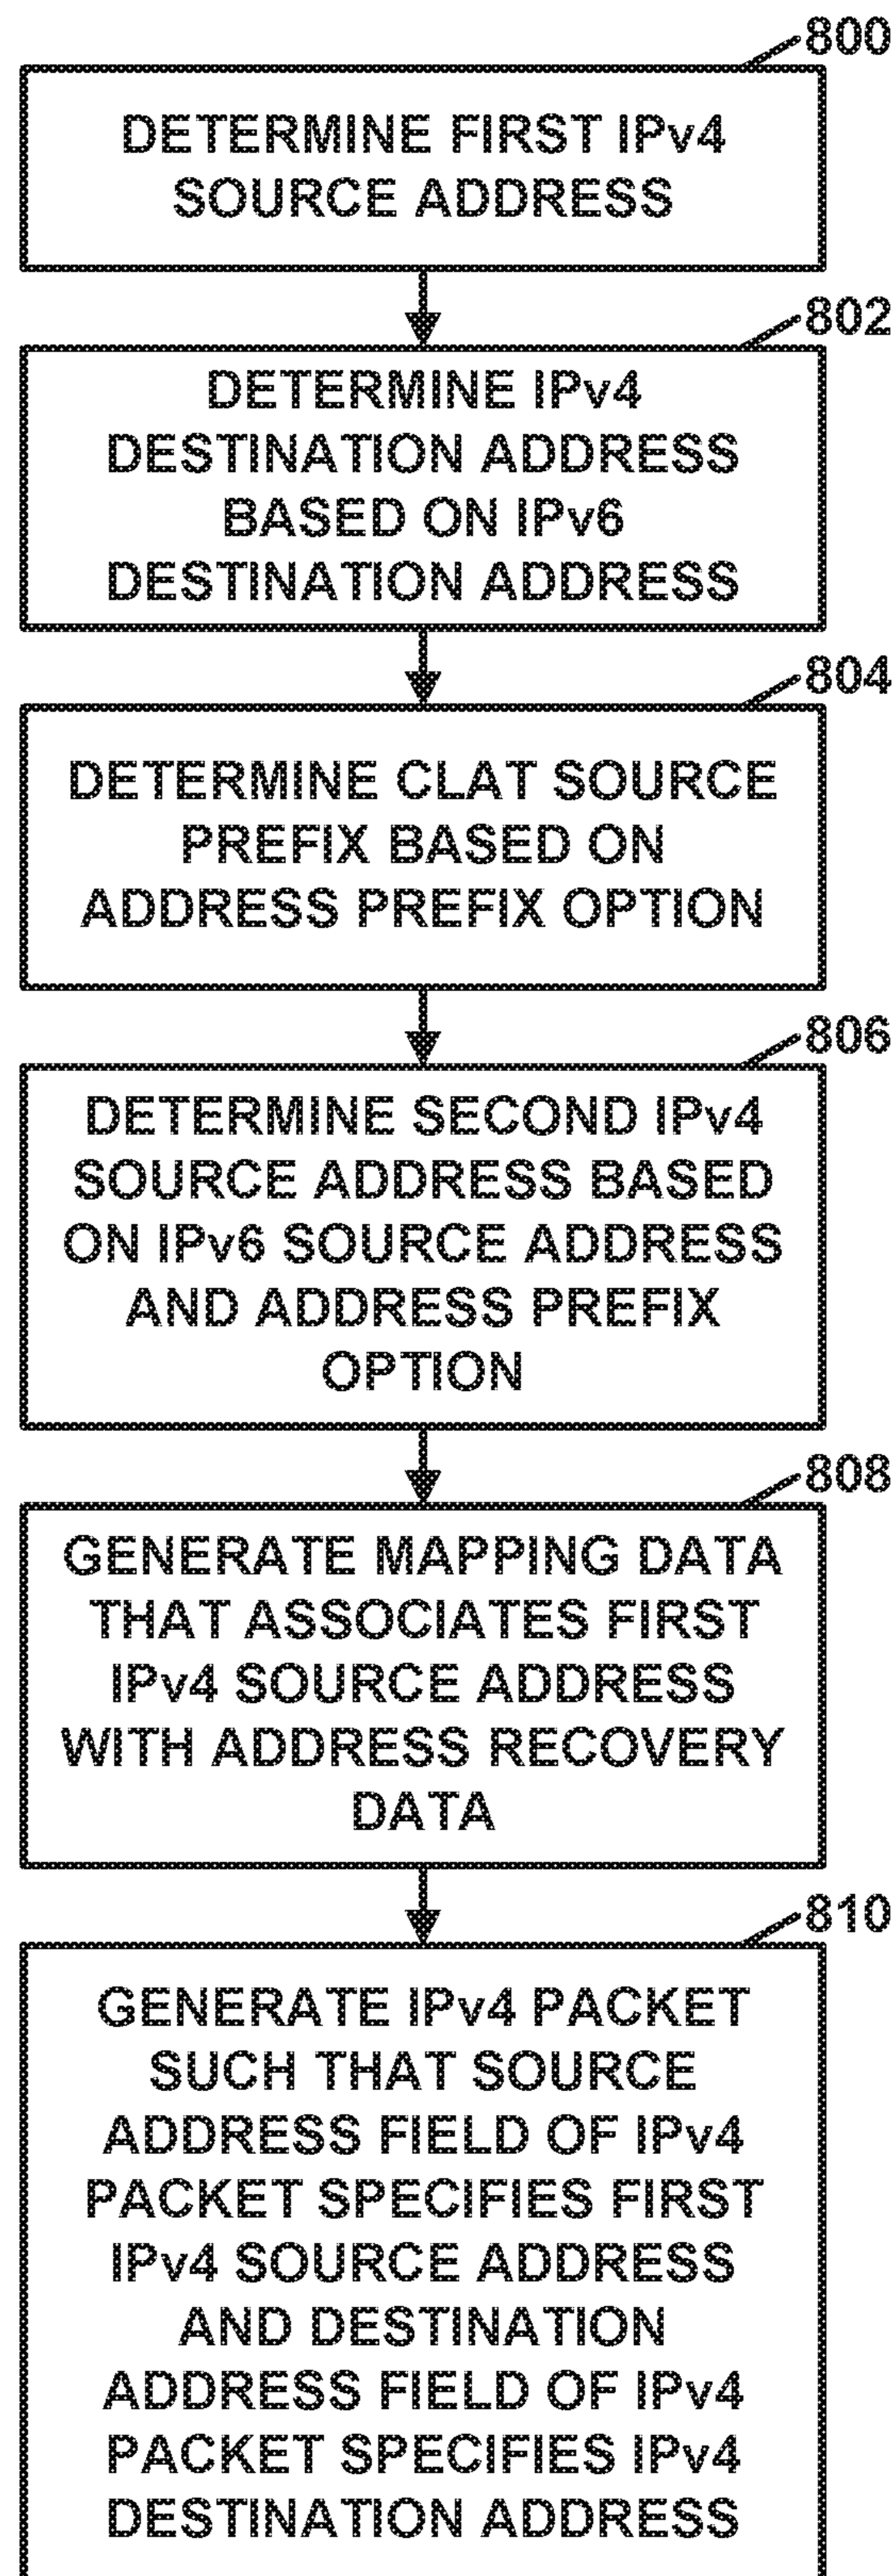 800
DETERMINE FIRST IPv4
SOURCE ADDRESS
802
DETERMINE IPv4
DESTINATION ADDRESS
BASED ON IPv6
DESTINATION ADDRESS
804
DETERMINE CLAT SOURCE
PREFIX BASED ON
ADDRESS PREFIX OPTION
806
DETERMINE SECOND IPv4
SOURCE ADDRESS BASED
ON IPv6 SOURCE ADDRESS
AND ADDRESS PREFIX
OPTION
808
GENERATE MAPPING DATA
THAT ASSOCIATES FIRST
IPv4 SOURCE ADDRESS
WITH ADDRESS RECOVERY
DATA
810
GENERATE IPv4 PACKET
SUCH THAT SOURCE
ADDRESS FIELD OF IPv4
PACKET SPECIFIES FIRST
IPv4 SOURCE ADDRESS
AND DESTINATION
ADDRESS FIELD OF IPv4
PACKET SPECIFIES IPv4
DESTINATION ADDRESS